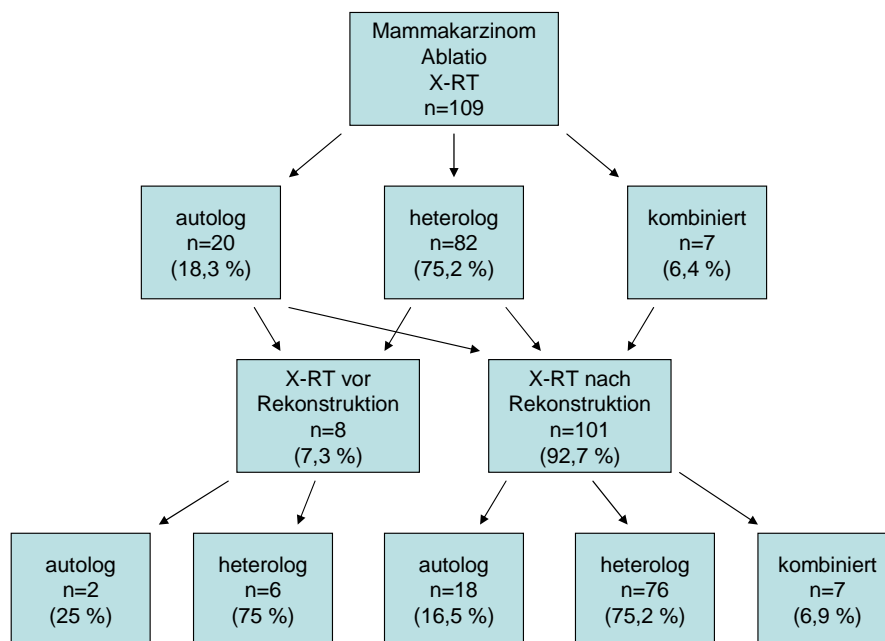 Mammakarzinom
Ablatio
X-RT
n=109
autolog
n=20
(18,3 %)
heterolog
n=82
(75,2 %)
kombiniert
n=7
(6,4 %)
X-RT vor
Rekonstruktion
n=8
(7,3 %)
X-RT nach
Rekonstruktion
n=101
(92,7 %)
autolog
n=2
(25 %)
heterolog
n=6
(75 %)
autolog
n=18
(16,5 %)
heterolog
n=76
(75,2 %)
kombiniert
n=7
(6,9 %)